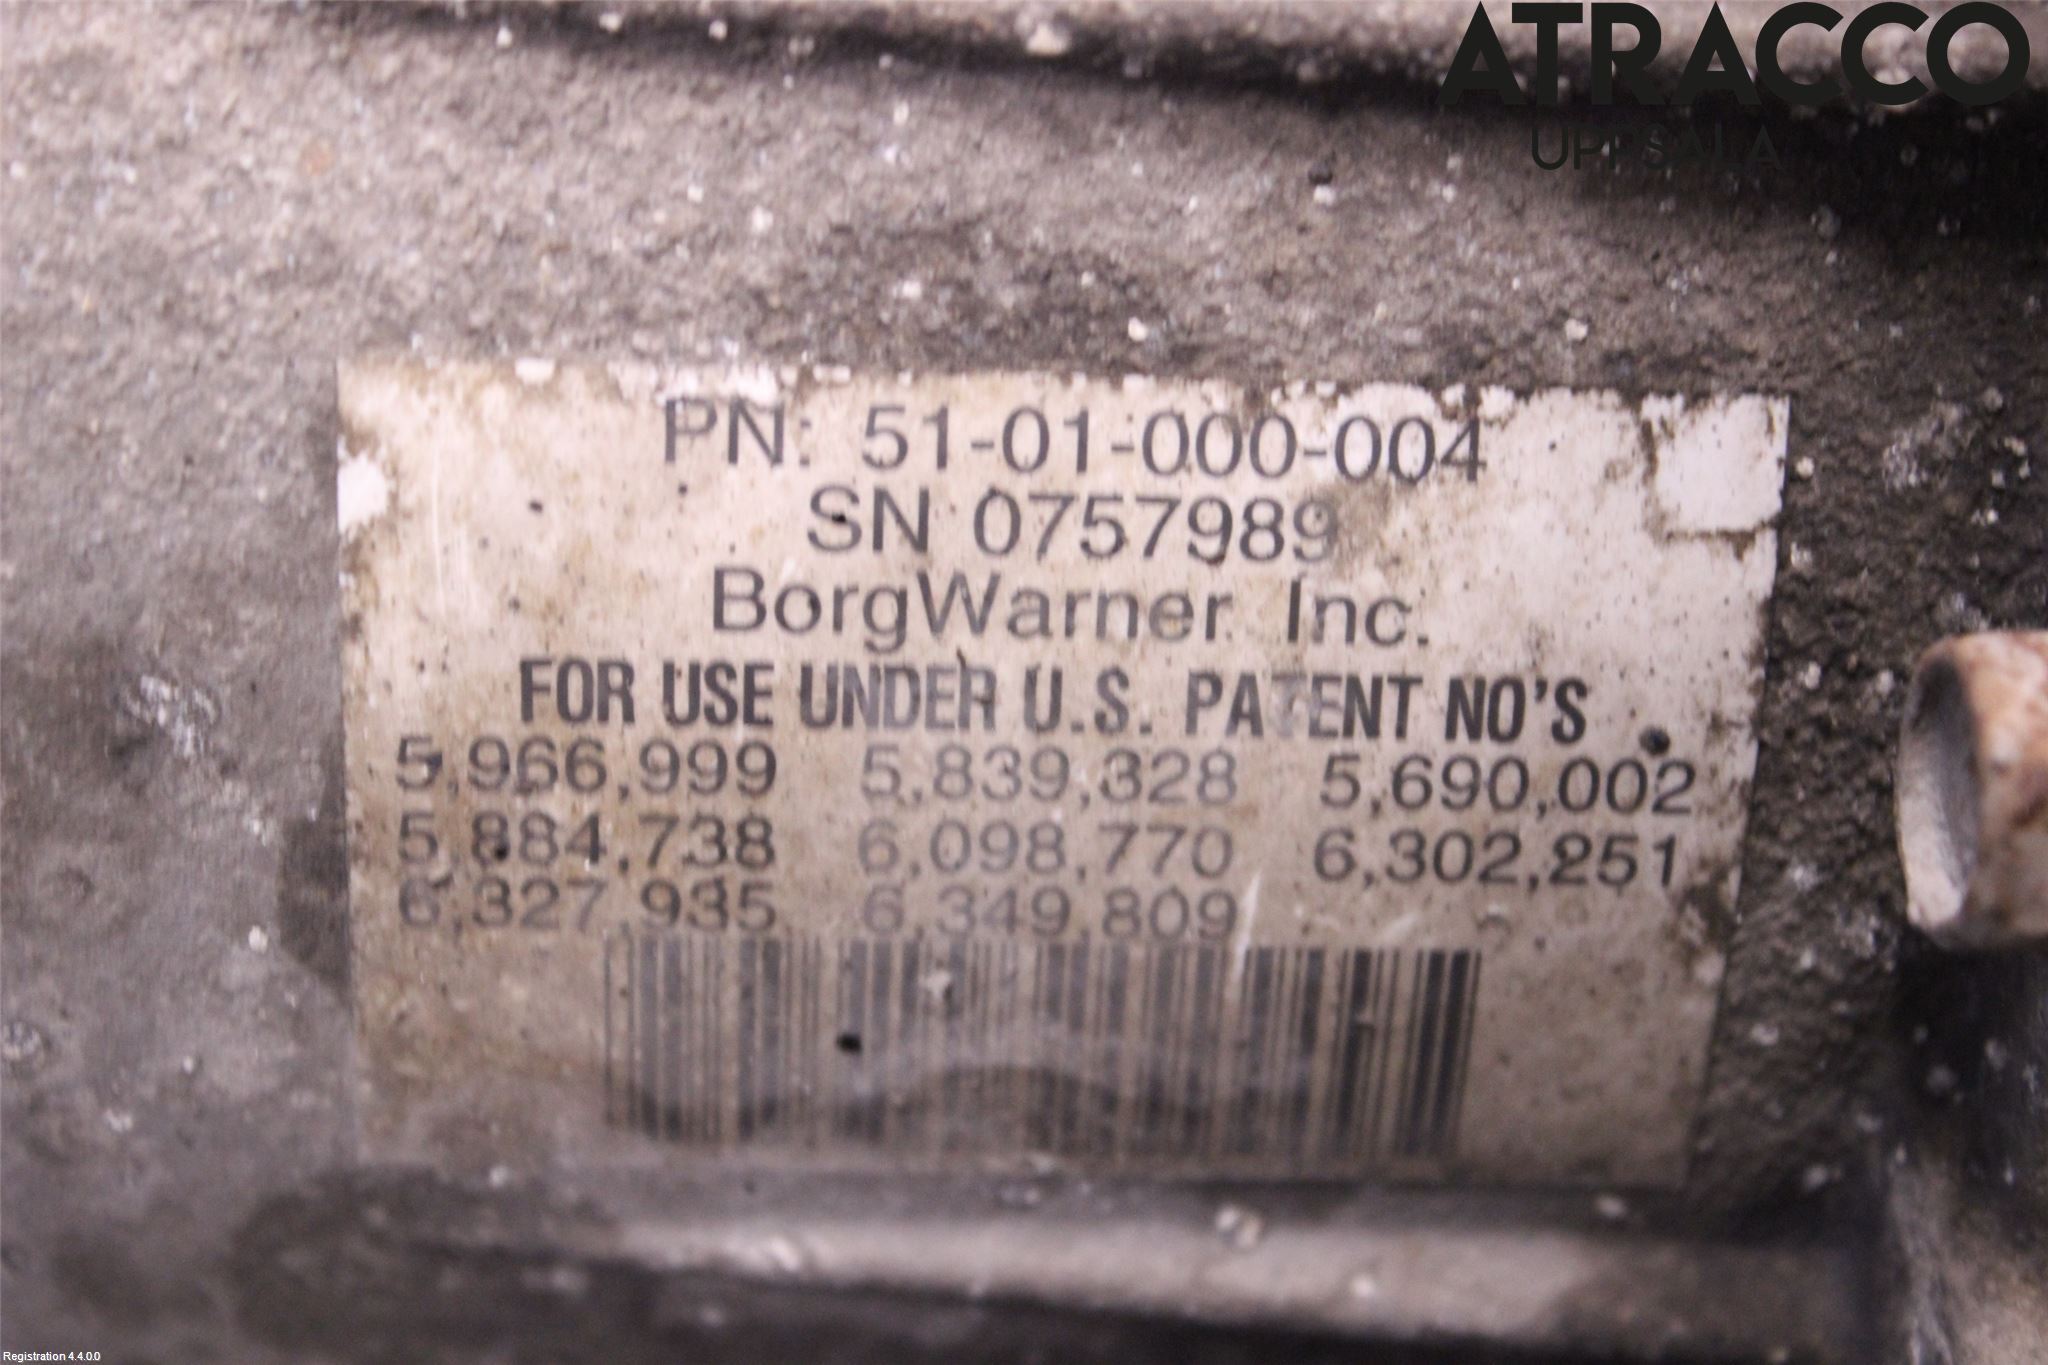 ATRACCO
UPPSALA
PN: 51-01-000-004
SN 0757989
BorgWarner Inc.
FOR USE UNDER U.S. PATENT NO'S
5,966,999 5,839,328 5,690,002
5,884,738 6,098,770 6,302,251
6,327,935 6,349,809
Registration 4.4.0.0